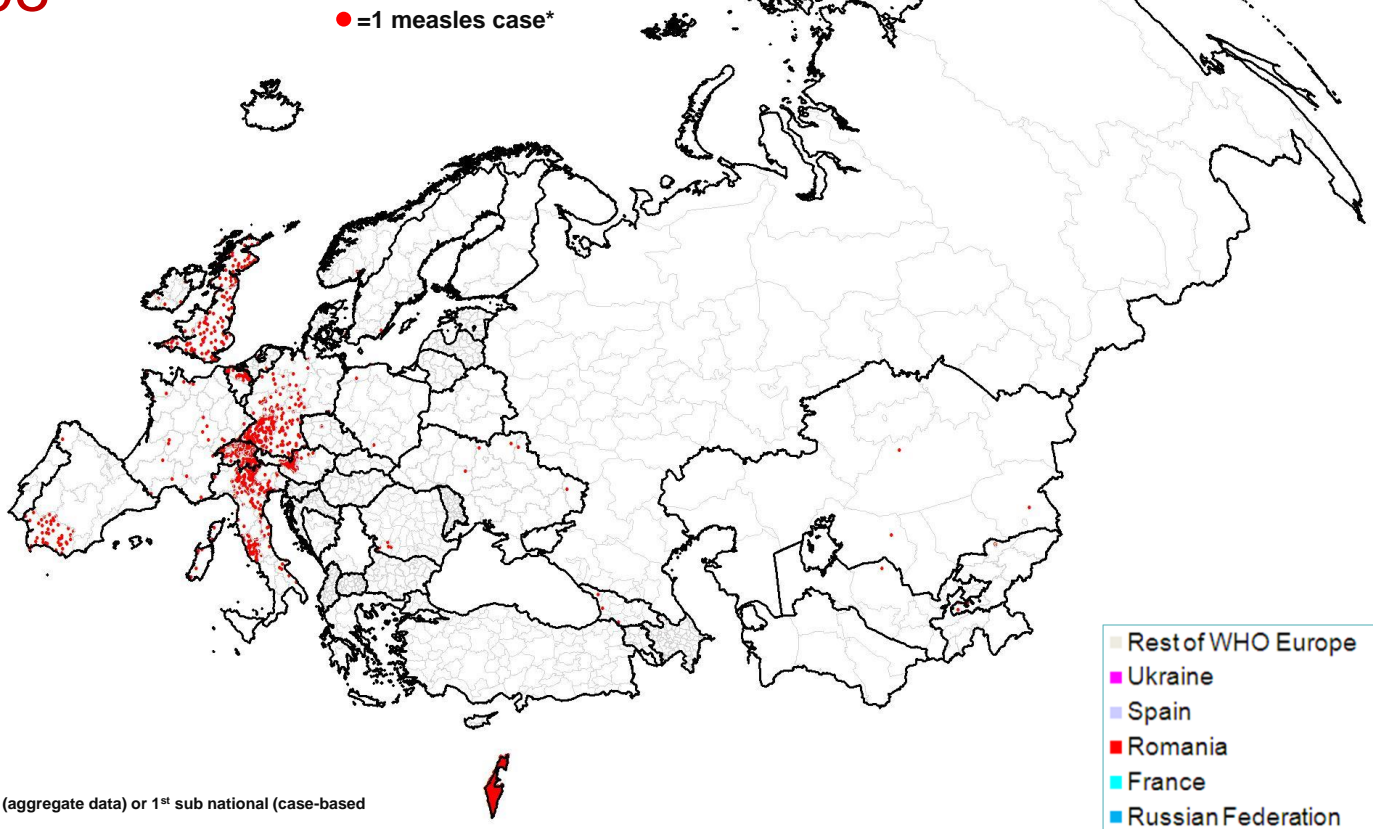 =1 measles case*
Rest of WHO Europe
Ukraine
Spain
Romania
France
Russian Federation
(aggregate data) or 1st sub national (case-based